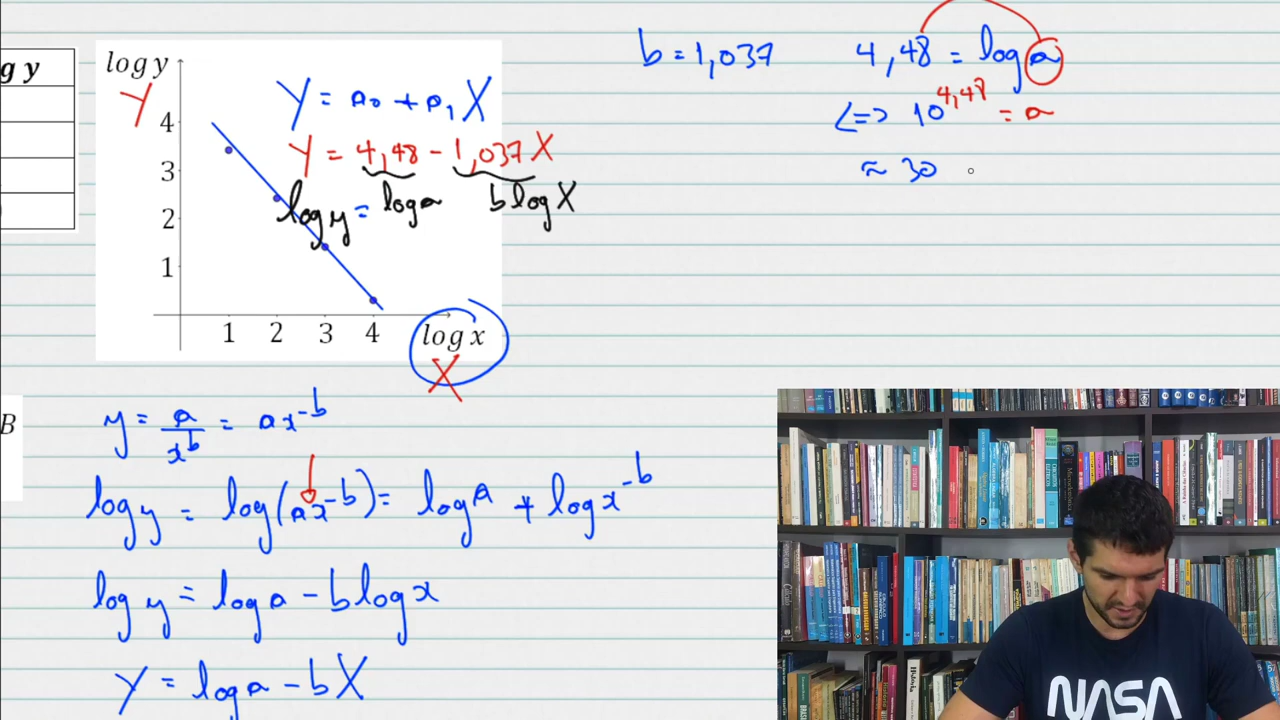 g y
log y
Y
4
3
2
1
1 2 3 4 log x
X
Y = a₀ + a₁ X
Y = 4,48 - 1,037 X
log y = log a b log X
b = 1,037
4,48 = log a
<=> 10^4,48 = a
≈ 30
B
y = a/x^b = ax^-b
log y = log(ax^-b) = log a + log x^-b
log y = log a - b log x
Y = log a - b X
NASA